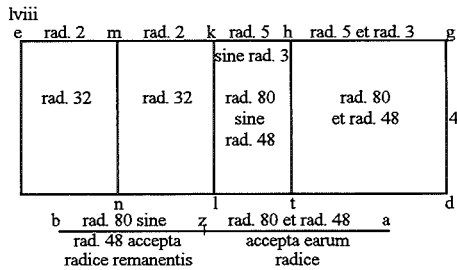 lviii
e rad. 2 m rad. 2 k rad. 5 h rad. 5 et rad. 3 g
sine rad. 3
rad. 32 rad. 32 rad. 80 rad. 80
sine et rad. 48 4
rad. 48
n l t d
b rad. 80 sine z rad. 80 et rad. 48 a
rad. 48 accepta accepta earum
radice remanentis radice